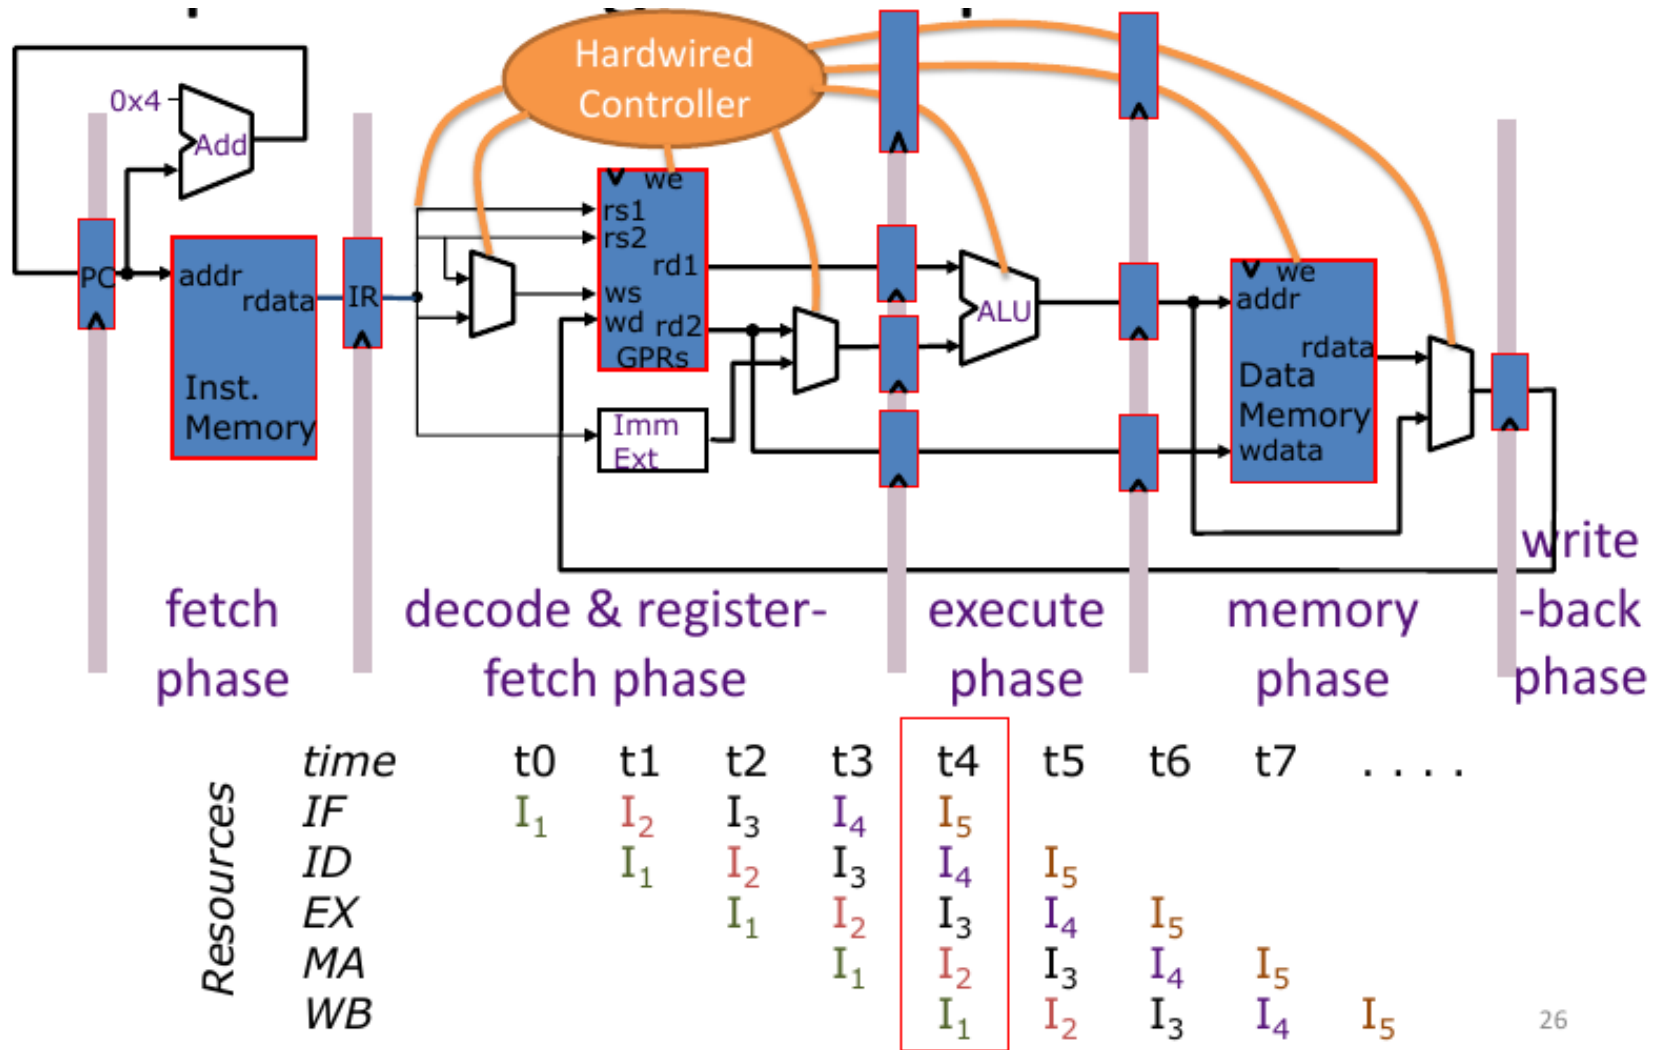 Hardwired
Controller
0x4
Add
PC
addr
rdata
Inst.
Memory
IR
we
rs1
rs2
rd1
ws
wd
rd2
GPRs
Imm
Ext
ALU
we
addr
rdata
Data
Memory
wdata
fetch
phase
decode & register-
fetch phase
execute
phase
memory
phase
write
-back
phase
Resources
time t0 t1 t2 t3 t4 t5 t6 t7 . . . .
IF I1 I2 I3 I4 I5
ID I1 I2 I3 I4 I5
EX I1 I2 I3 I4 I5
MA I1 I2 I3 I4 I5
WB I1 I2 I3 I4 I5
26